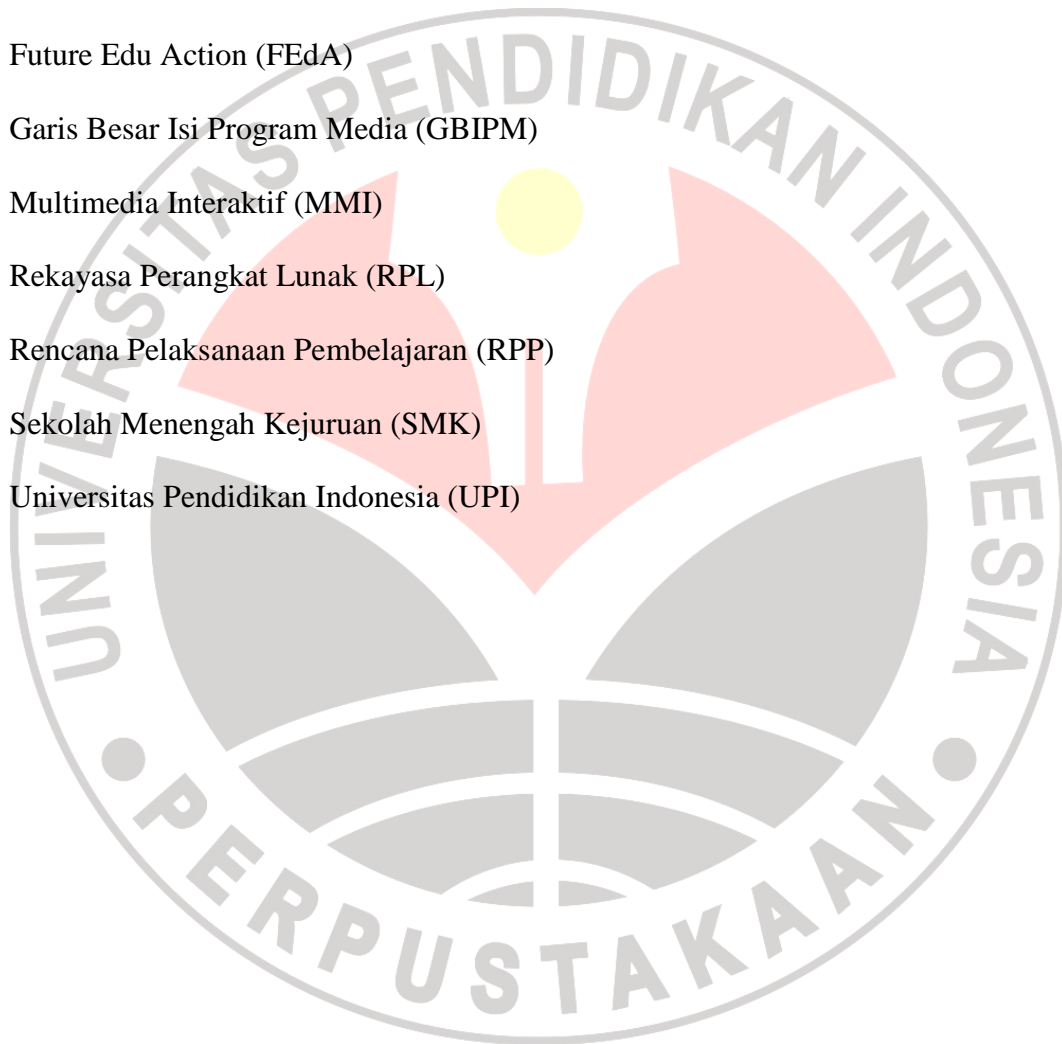 Future Edu Action (FEdA)
Garis Besar Isi Program Media (GBIPM)
Multimedia Interaktif (MMI)
Rekayasa Perangkat Lunak (RPL)
Rencana Pelaksanaan Pembelajaran (RPP)
Sekolah Menengah Kejuruan (SMK)
Universitas Pendidikan Indonesia (UPI)
UNIVERSITAS PENDIDIKAN INDONESIA
PERPUSTAKAAN